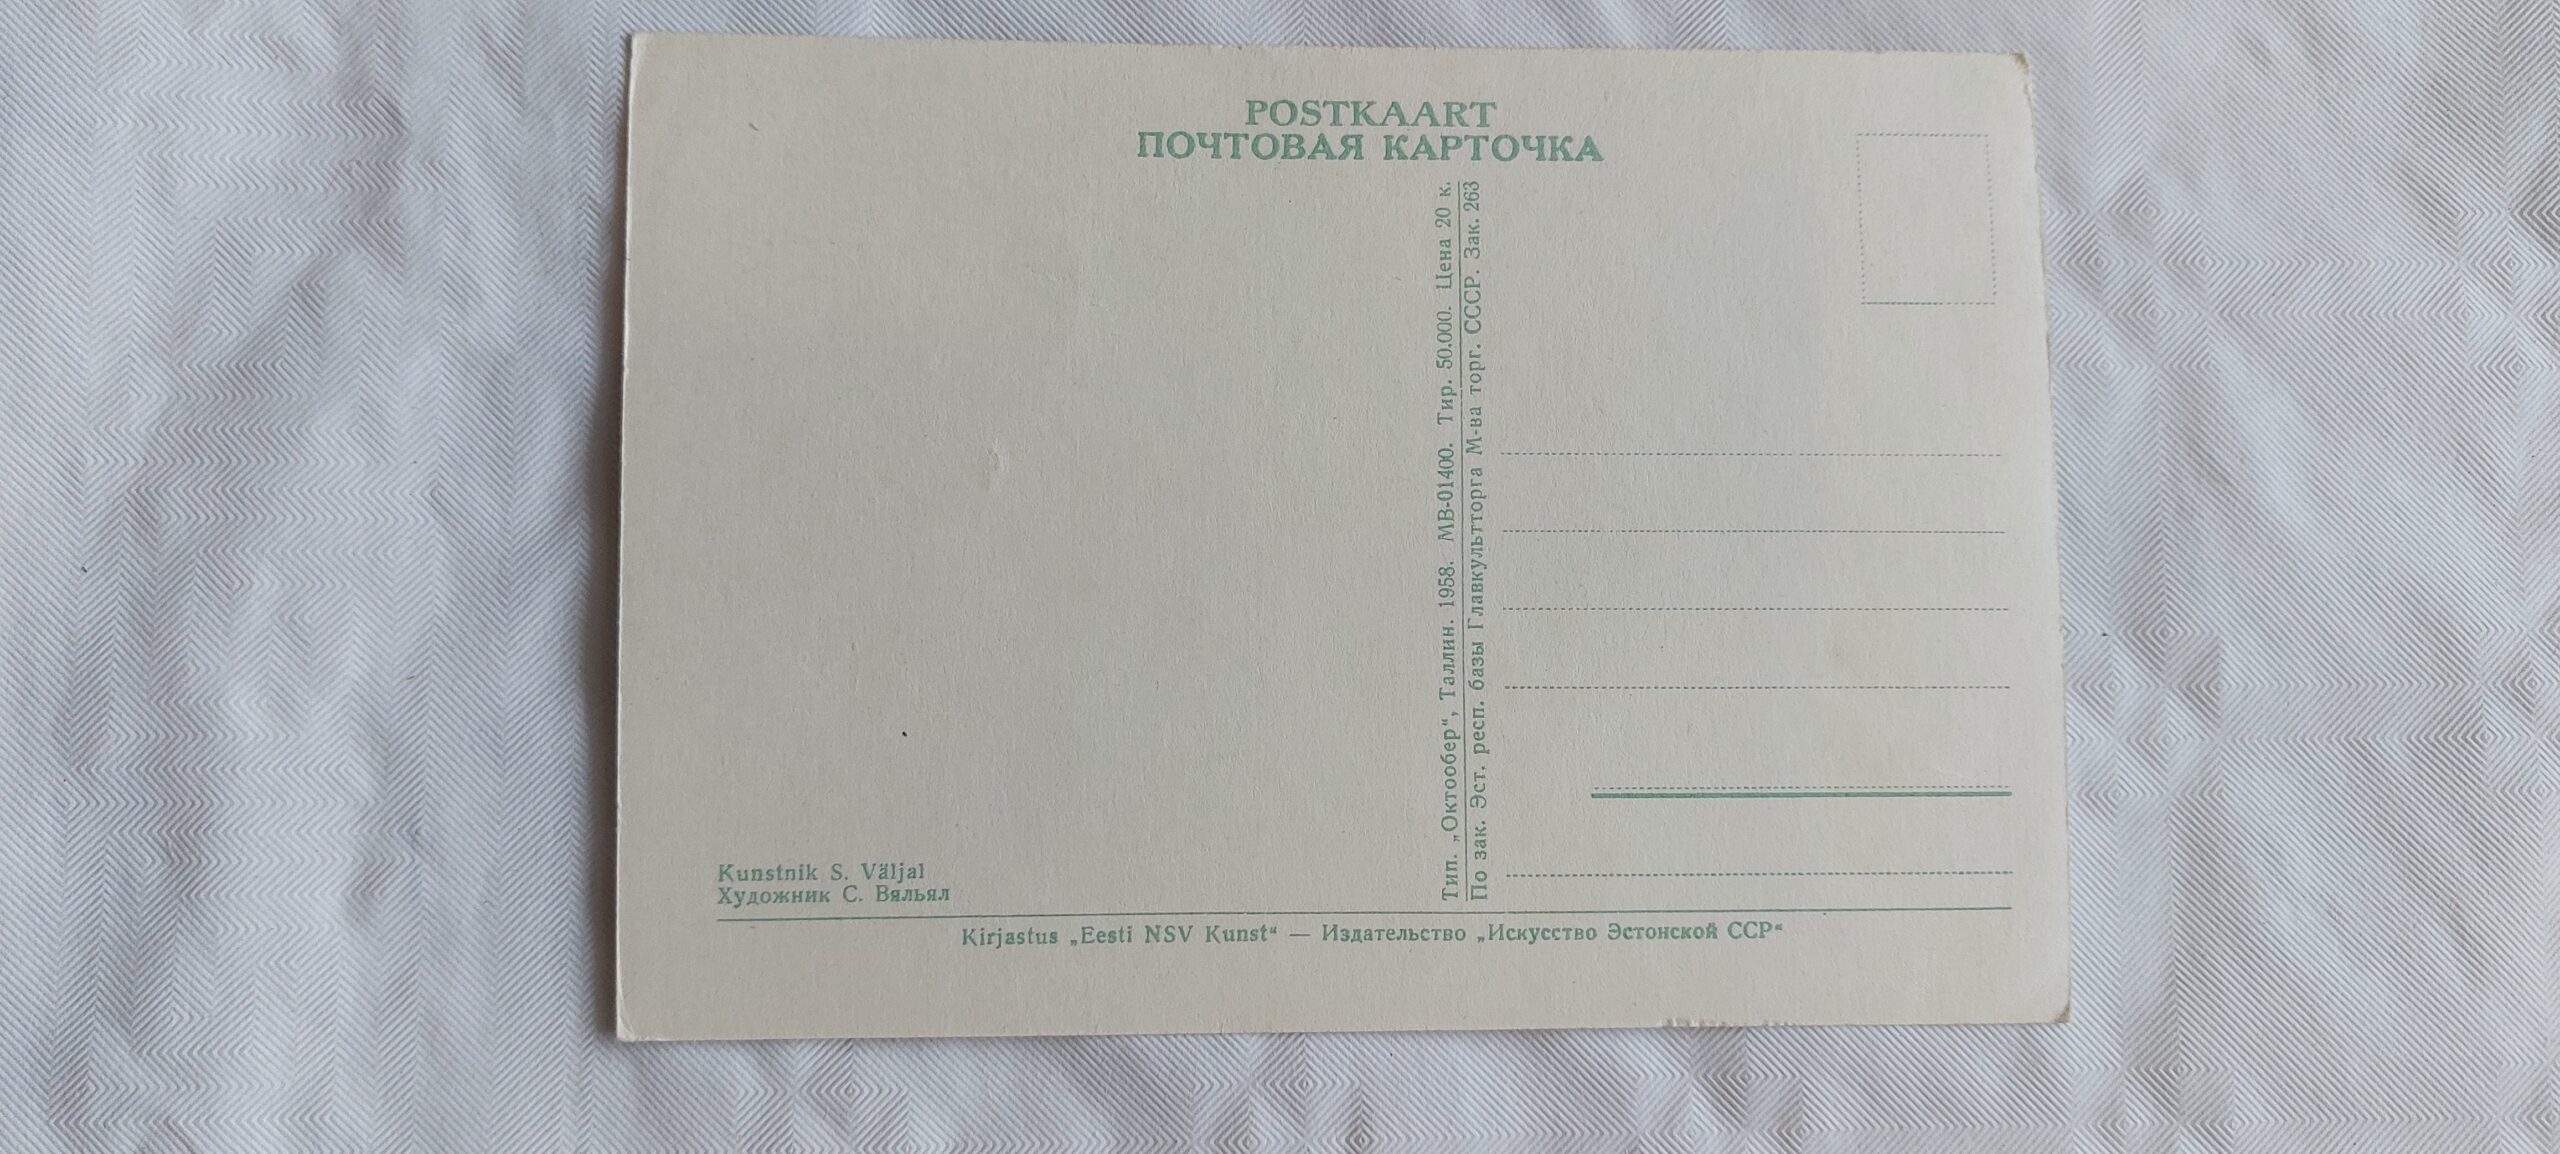 POSTKAART
ПОЧТОВАЯ КАРТОЧКА
Тип. „Октообер“, Таллин. 1958. МВ-01400. Тир. 50.000. Цена 20 к.
По зак. Эст. респ. базы Главкультторга М-ва торг. СССР. Зак. 263
Kunstnik S. Väljal
Художник С. Вяльял
Kirjastus „Eesti NSV Kunst“ — Издательство „Искусство Эстонской ССР“